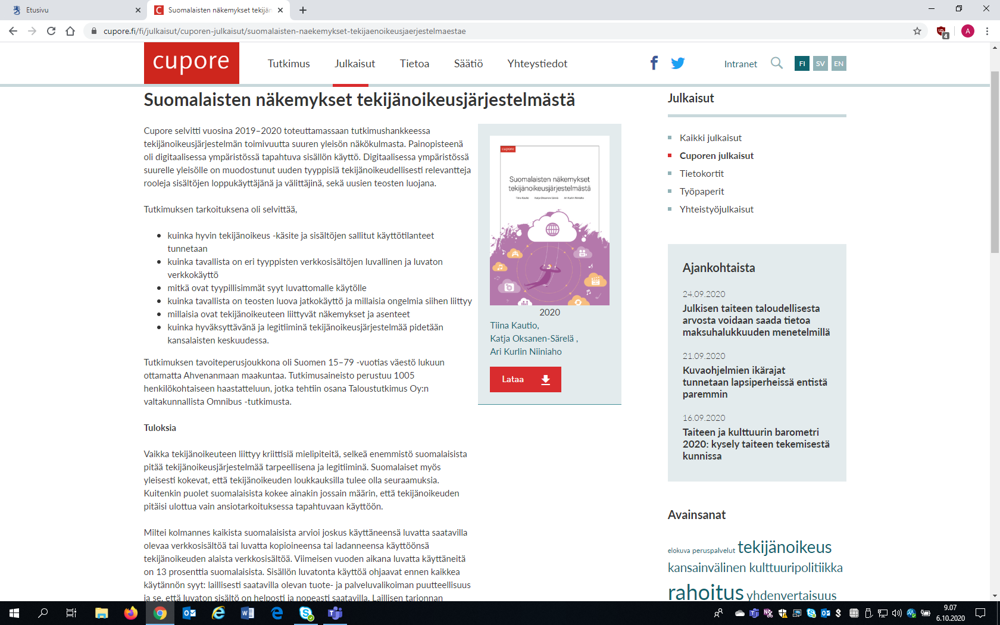 Etusivu
Suomalaisten näkemykset tekijän
cupore.fi/fi/julkaisut/cuporen-julkaisut/suomalaisten-naekemykset-tekijaenoikeusjaerjestelmaestae
4
A
cupore
Tutkimus
Julkaisut
Tietoa
Säätiö
Yhteystiedot
Intranet
FI
SV
EN
Suomalaisten näkemykset tekijänoikeusjärjestelmästä
Cupore selvitti vuosina 2019–2020 toteuttamassaan tutkimushankkeessa
tekijänoikeusjärjestelmän toimivuutta suuren yleisön näkökulmasta. Painopisteenä
oli digitaalisessa ympäristössä tapahtuva sisällön käyttö. Digitaalisessa ympäristössä
suurelle yleisölle on muodostunut uuden tyyppisiä tekijänoikeudellisesti relevantteja
rooleja sisältöjen loppukäyttäjänä ja välittäjinä, sekä uusien teosten luojana.
Tutkimuksen tarkoituksena oli selvittää,
kuinka hyvin tekijänoikeus -käsite ja sisältöjen sallitut käyttötilanteet
tunnetaan
kuinka tavallista on eri tyyppisten verkkosisältöjen luvallinen ja luvaton
verkkokäyttö
mitkä ovat tyypillisimmät syyt luvattomalle käytölle
kuinka tavallista on teosten luova jatkokäyttö ja millaisia ongelmia siihen liittyy
millaisia ovat tekijänoikeuteen liittyvät näkemykset ja asenteet
kuinka hyväksyttävänä ja legitiiminä tekijänoikeusjärjestelmää pidetään
kansalaisten keskuudessa.
Tutkimuksen tavoiteperusjoukkona oli Suomen 15–79 -vuotias väestö lukuun
ottamatta Ahvenanmaan maakuntaa. Tutkimusaineisto perustuu 1005
henkilökohtaiseen haastatteluun, jotka tehtiin osana Taloustutkimus Oy:n
valtakunnallista Omnibus -tutkimusta.
Tuloksia
Vaikka tekijänoikeuteen liittyy kriittisiä mielipiteitä, selkeä enemmistö suomalaisista
pitää tekijänoikeusjärjestelmää tarpeellisena ja legitiiminä. Suomalaiset myös
yleisesti kokevat, että tekijänoikeuden loukkauksilla tulee olla seuraamuksia.
Kuitenkin puolet suomalaisista kokee ainakin jossain määrin, että tekijänoikeuden
pitäisi ulottua vain ansiotarkoituksessa tapahtuvaan käyttöön.
Miltei kolmannes kaikista suomalaisista arvioi joskus käyttäneensä luvatta saatavilla
olevaa verkkosisältöä tai luvatta kopioineensa tai ladanneensa käyttöönsä
tekijänoikeuden alaista verkkosisältöä. Viimeisen vuoden aikana luvatta käyttäneitä
on 13 prosenttia suomalaisista. Sisällön luvatonta käyttöä ohjaavat ennen kaikkea
käytännön syyt: laillisesti saatavilla olevan tuote- ja palveluvalikoiman puutteellisuus
ja se, että luvaton sisältö on helposti ja nopeasti saatavilla. Laillisen tarjonnan
cupore
Suomalaisten näkemykset
tekijänoikeusjärjestelmästä
Tiina Kautio Katja Oksanen-Särelä Ari Kurlin Niiniaho
2020
Tiina Kautio,
Katja Oksanen-Särelä ,
Ari Kurlin Niiniaho
Lataa
Julkaisut
Kaikki julkaisut
Cuporen julkaisut
Tietokortit
Työpaperit
Yhteistyöjulkaisut
Ajankohtaista
24.09.2020
Julkisen taiteen taloudellisesta
arvosta voidaan saada tietoa
maksuhalukkuuden menetelmillä
21.09.2020
Kuvaohjelmien ikärajat
tunnetaan lapsiperheissä entistä
paremmin
16.09.2020
Taiteen ja kulttuurin barometri
2020: kysely taiteen tekemisestä
kunnissa
Avainsanat
elokuva peruspalvelut tekijänoikeus
kansainvälinen kulttuuripolitiikka
rahoitus yhdenvertaisuus
9.07
6.10.2020